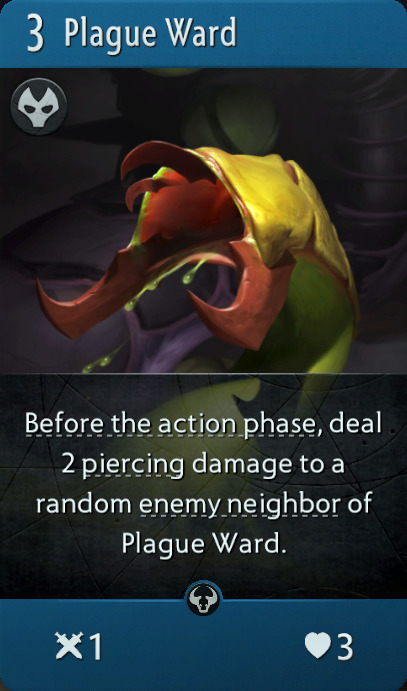 3 Plague Ward
Before the action phase, deal
2 piercing damage to a
random enemy neighbor of
Plague Ward.
1 3